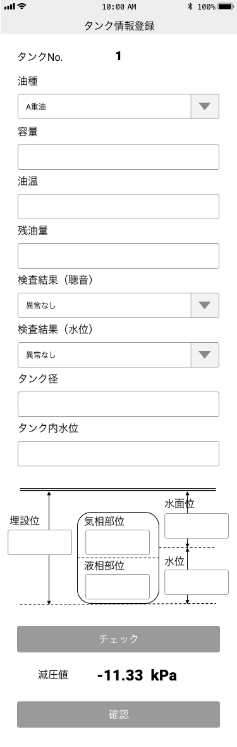 10:00 AM 100%
タンク情報登録
タンクNo. 1
油種
A重油
容量
油温
残油量
検査結果（聴音）
異常なし
検査結果（水位）
異常なし
タンク径
タンク内水位
水面位
埋設位
気相部位
水位
液相部位
チェック
減圧値 -11.33 kPa
確認